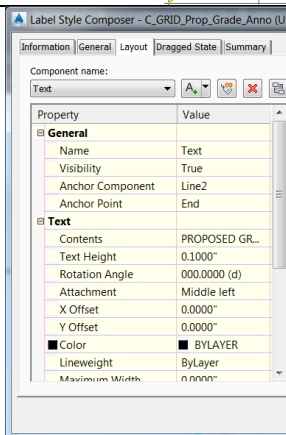 Label Style Composer - C_GRID_Prop_Grade_Anno (U
Information General Layout Dragged State Summary
Component name:
Text
Property Value
General
Name Text
Visibility True
Anchor Component Line2
Anchor Point End
Text
Contents PROPOSED GR...
Text Height 0.1000"
Rotation Angle 000.0000 (d)
Attachment Middle left
X Offset 0.0000"
Y Offset 0.0000"
Color BYLAYER
Lineweight ByLayer
Maximum Width 0.0000"